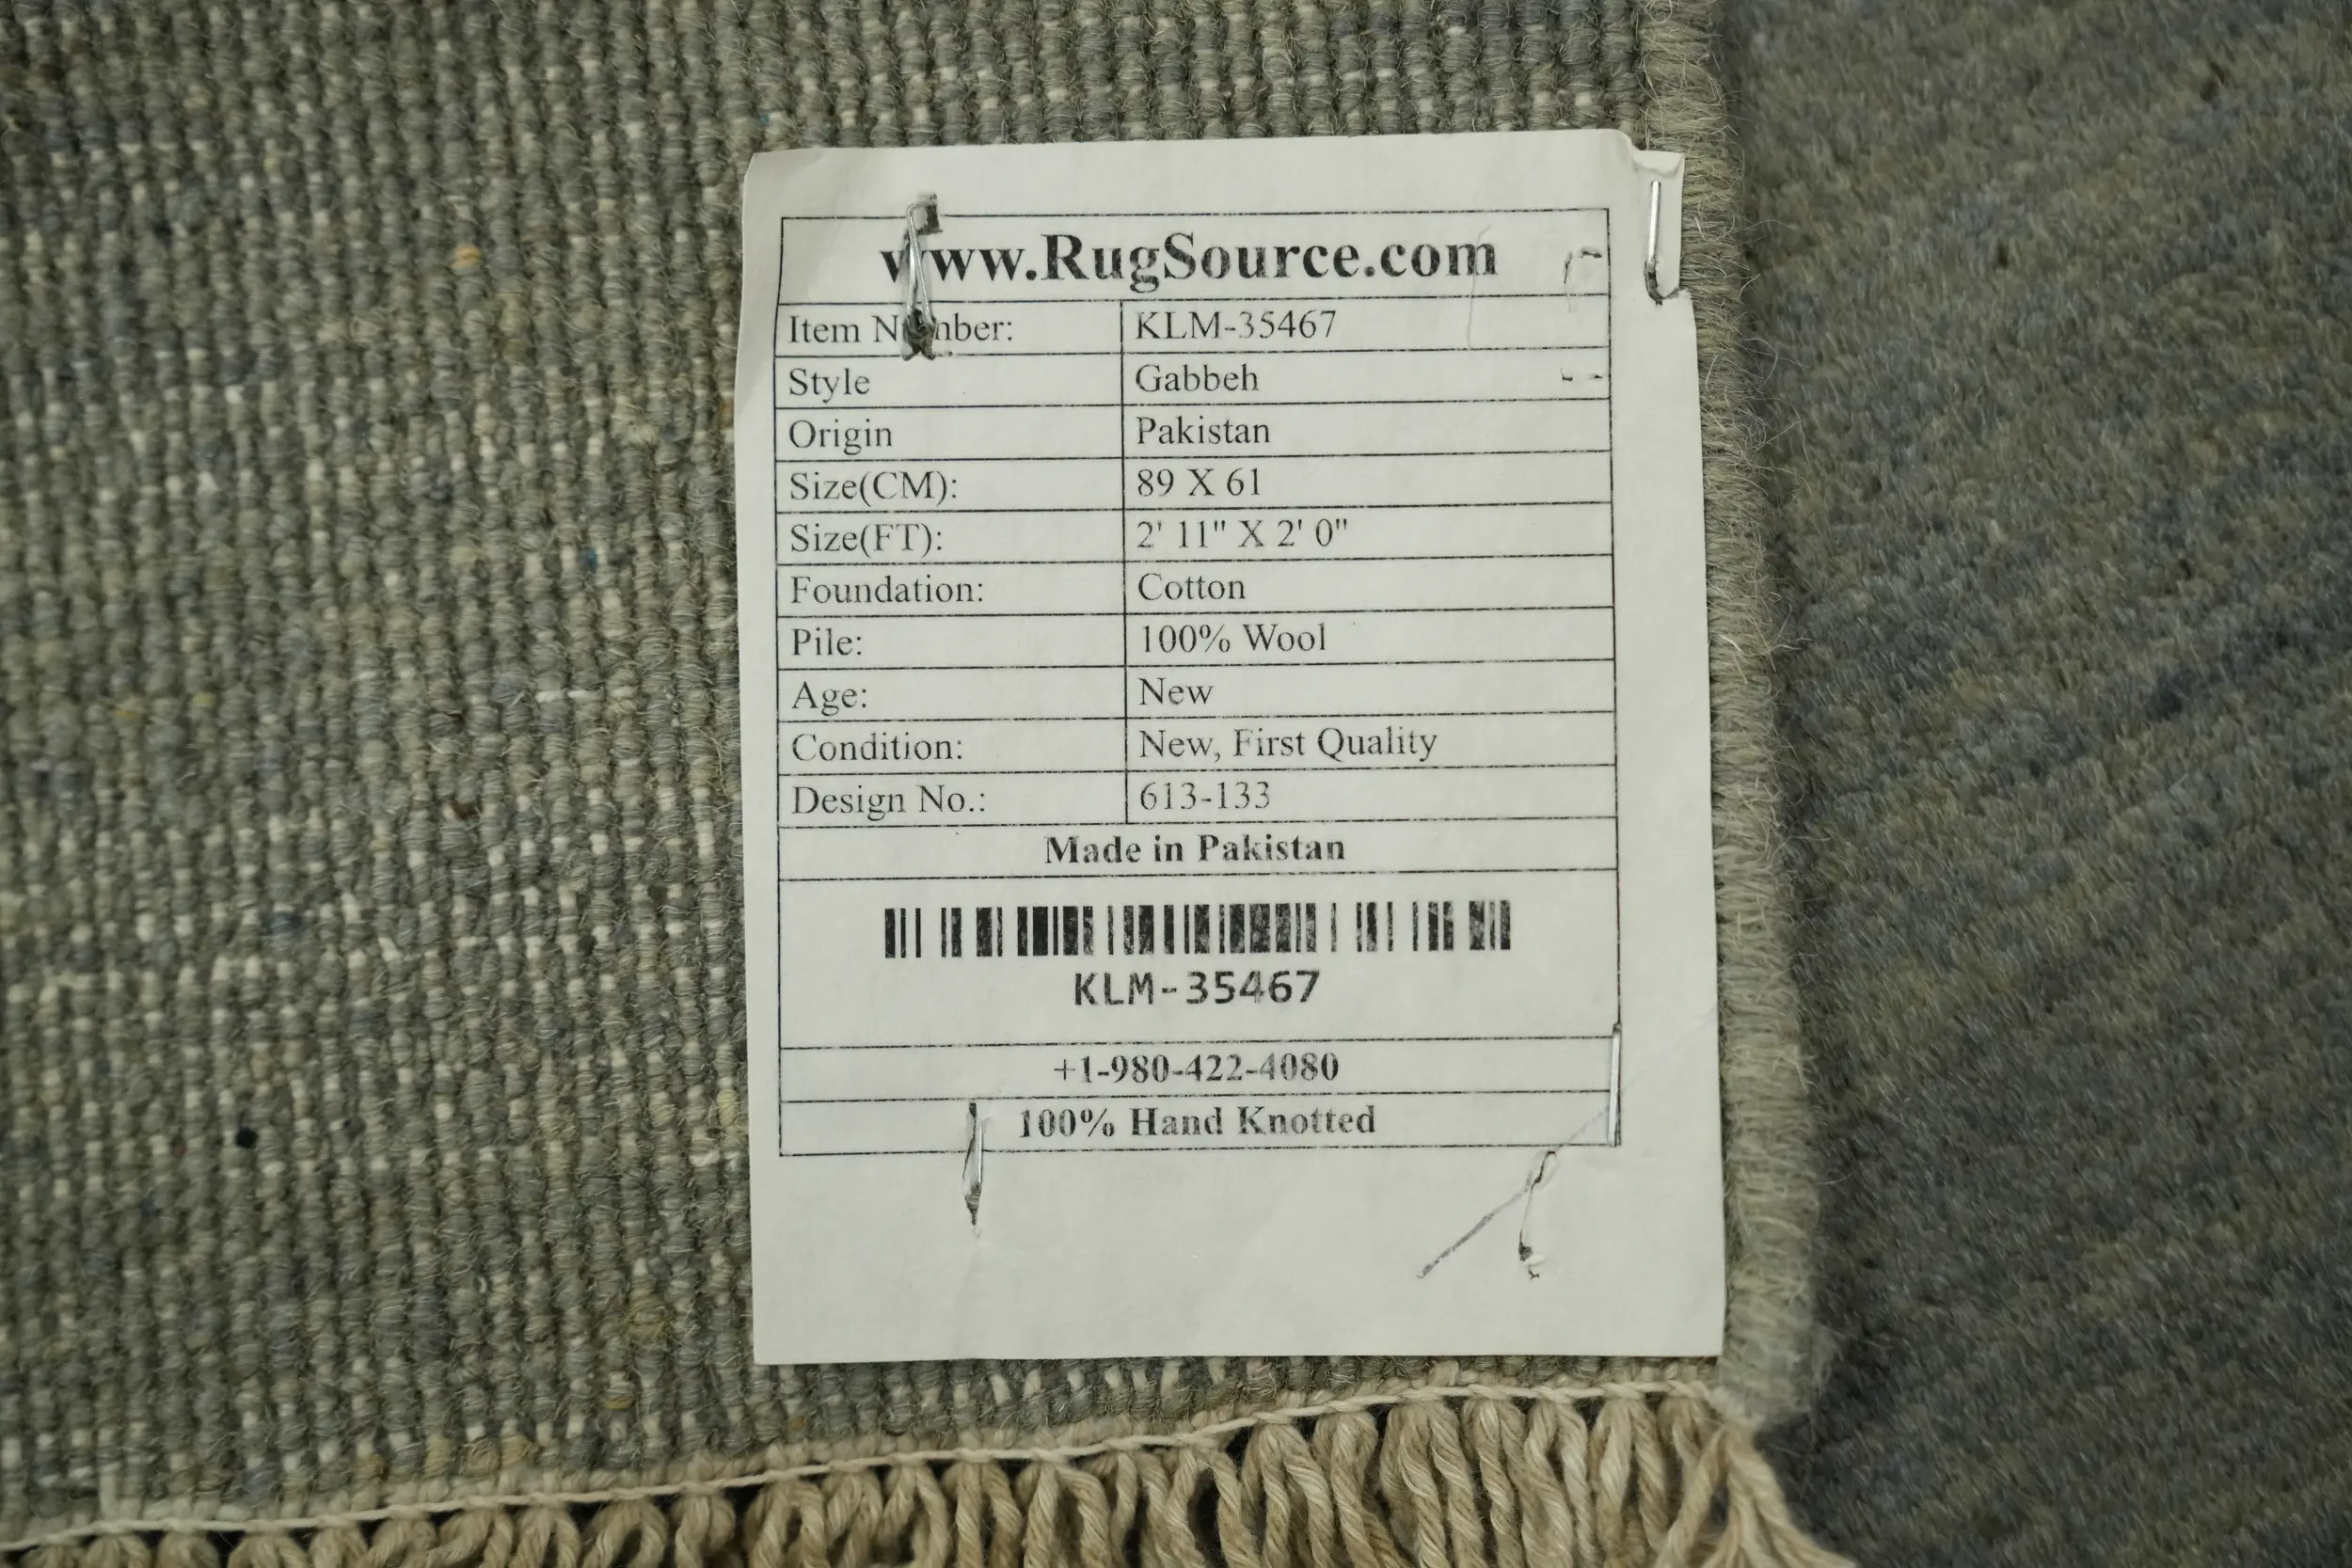 www.RugSource.com
Item Number: KLM-35467
Style Gabbeh
Origin Pakistan
Size(CM): 89 X 61
Size(FT): 2' 11" X 2' 0"
Foundation: Cotton
Pile: 100% Wool
Age: New
Condition: New, First Quality
Design No.: 613-133
Made in Pakistan
KLM-35467
+1-980-422-4080
100% Hand Knotted